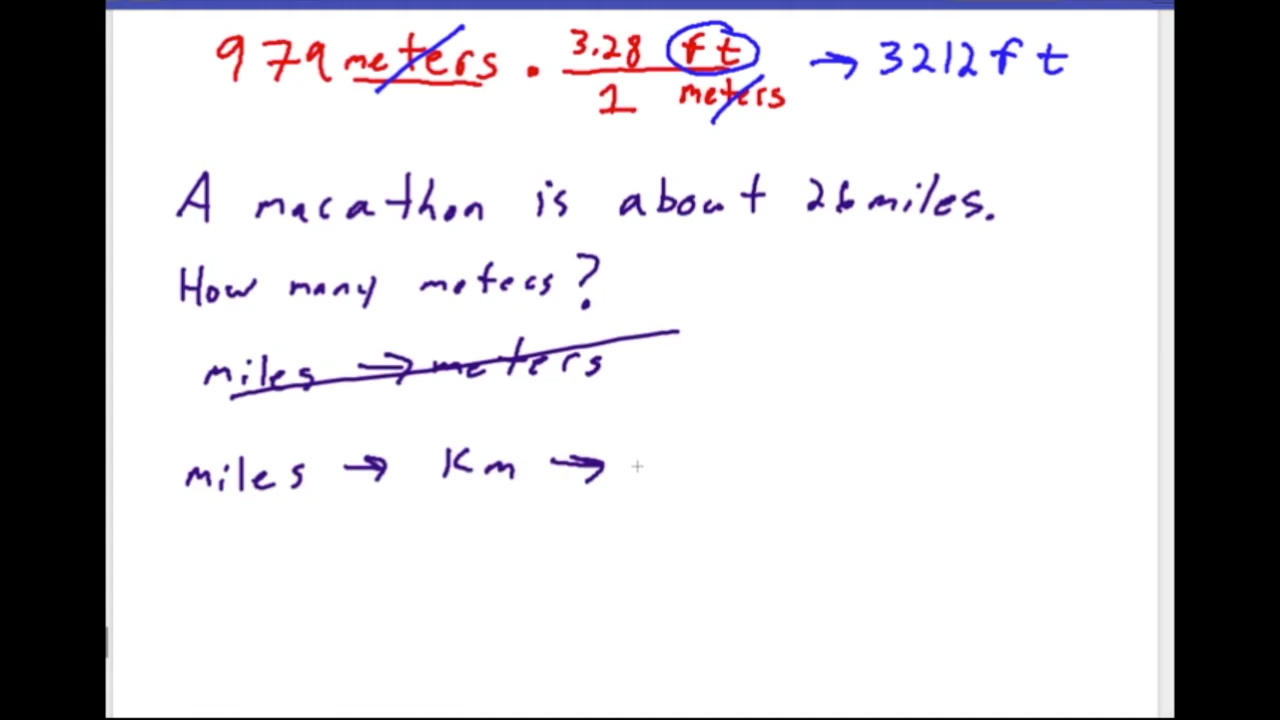 979 meters · 3.28 ft / 1 meters → 3212 ft
A marathon is about 26 miles.
How many meters?
miles → meters
miles → Km →